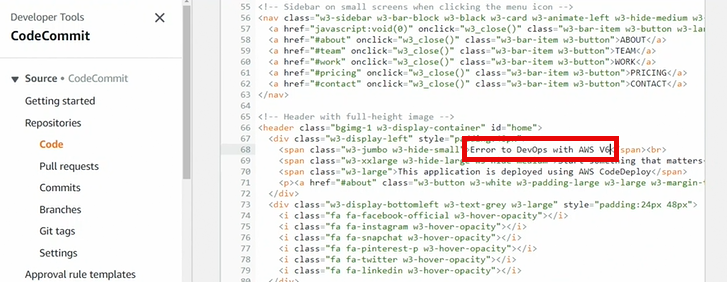 Developer Tools
CodeCommit
Source • CodeCommit
Getting started
Repositories
Code
Pull requests
Commits
Branches
Git tags
Settings
Approval rule templates
55 <!-- Sidebar on small screens when clicking the menu icon -->
56 <nav class="w3-sidebar w3-bar-block w3-black w3-card w3-animate-left w3-hide-medium w3
57 <a href="javascript:void(0)" onclick="w3_close()" class="w3-bar-item w3-button w3-lar
58 <a href="#about" onclick="w3_close()" class="w3-bar-item w3-button">ABOUT</a>
59 <a href="#team" onclick="w3_close()" class="w3-bar-item w3-button">TEAM</a>
60 <a href="#work" onclick="w3_close()" class="w3-bar-item w3-button">WORK</a>
61 <a href="#pricing" onclick="w3_close()" class="w3-bar-item w3-button">PRICING</a>
62 <a href="#contact" onclick="w3_close()" class="w3-bar-item w3-button">CONTACT</a>
63 </nav>
64
65 <!-- Header with full-height image -->
66 <header class="bgimg-1 w3-display-container" id="home">
67 <div class="w3-display-left" style=
68 <span class="w3-jumbo w3-hide-small">Error to DevOps with AWS V6</span><br>
69 <span class="w3-xxlarge w3-hide-large something that matters
70 <span class="w3-large">This application is deployed using AWS CodeDeploy</span>
71 <p><a href="#about" class="w3-button w3-white w3-padding-large w3-large w3-margin-t
72 </div>
73 <div class="w3-display-bottomleft w3-text-grey w3-large" style="padding:24px 48px">
74 <i class="fa fa-facebook-official w3-hover-opacity"></i>
75 <i class="fa fa-instagram w3-hover-opacity"></i>
76 <i class="fa fa-snapchat w3-hover-opacity"></i>
77 <i class="fa fa-pinterest-p w3-hover-opacity"></i>
78 <i class="fa fa-twitter w3-hover-opacity"></i>
79 <i class="fa fa-linkedin w3-hover-opacity"></i>
80 </div>